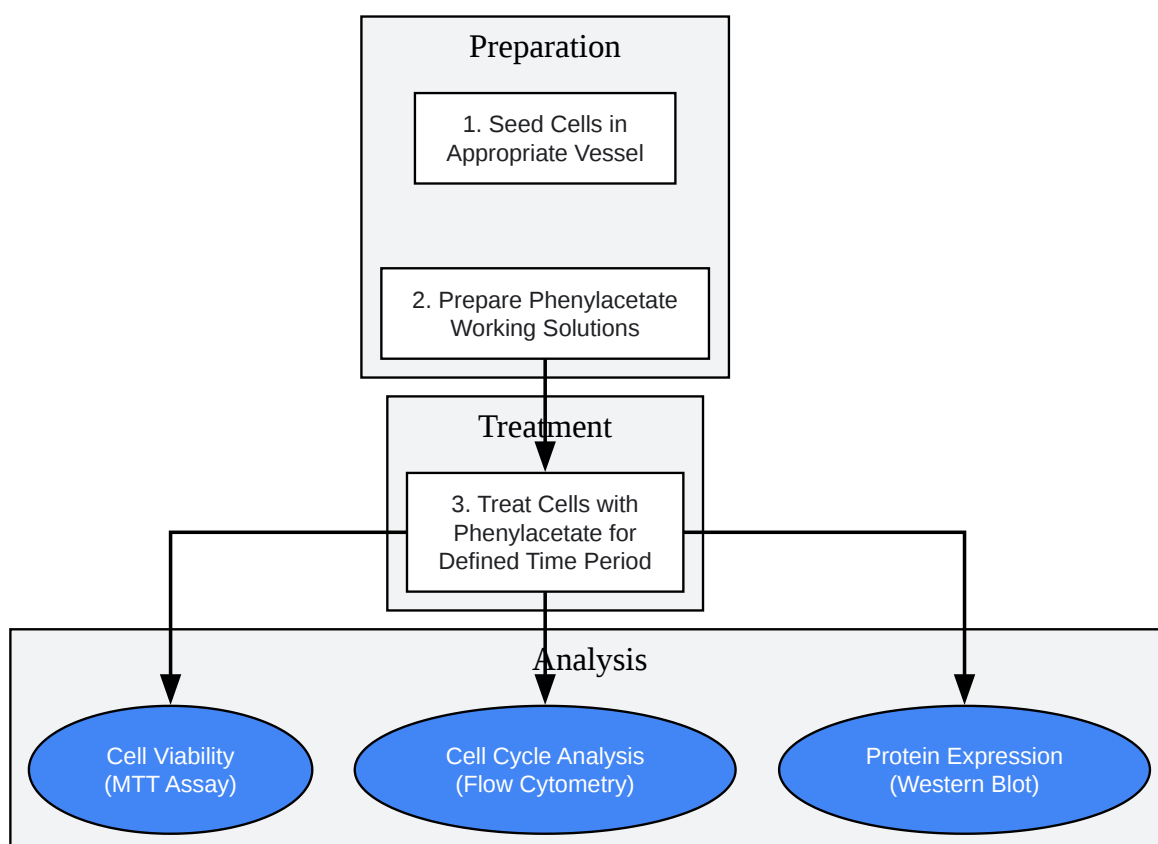 Preparation
1. Seed Cells in
Appropriate Vessel
2. Prepare Phenylacetate
Working Solutions
Treatment
3. Treat Cells with
Phenylacetate for
Defined Time Period
Analysis
Cell Viability
(MTT Assay)
Cell Cycle Analysis
(Flow Cytometry)
Protein Expression
(Western Blot)